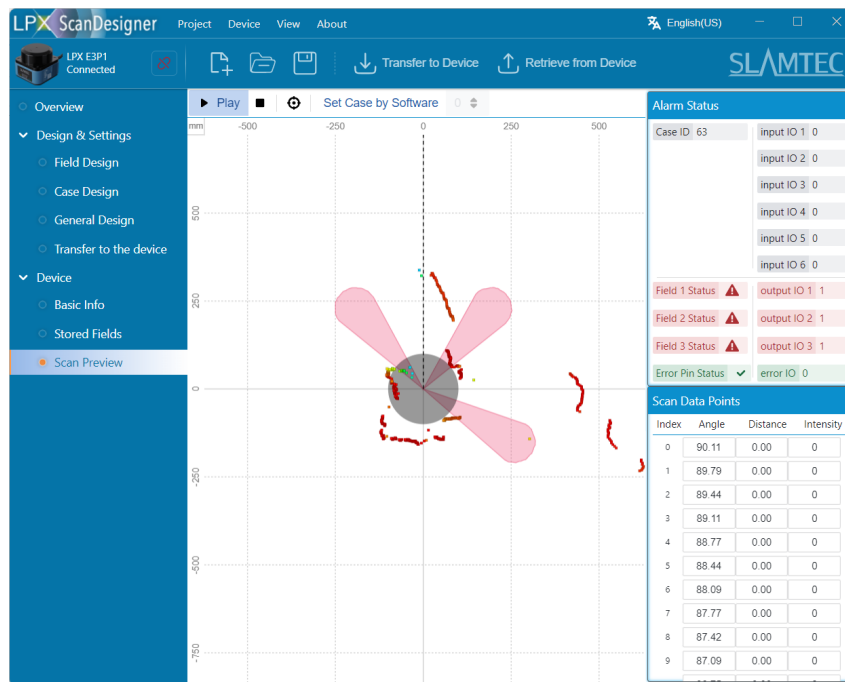 LPX ScanDesigner Project Device View About English(US)
LPX E3P1
Connected
Transfer to Device Retrieve from Device SLAMTEC
Overview
Design & Settings
Field Design
Case Design
General Design
Transfer to the device
Device
Basic Info
Stored Fields
Scan Preview
Play Set Case by Software 0
mm -500 -250 0 250 500
500
250
0
-250
-500
-750
Alarm Status
Case ID 63 input IO 1 0
input IO 2 0
input IO 3 0
input IO 4 0
input IO 5 0
input IO 6 0
Field 1 Status output IO 1 1
Field 2 Status output IO 2 1
Field 3 Status output IO 3 1
Error Pin Status error IO 0
Scan Data Points
Index Angle Distance Intensity
0 90.11 0.00 0
1 89.79 0.00 0
2 89.44 0.00 0
3 89.11 0.00 0
4 88.77 0.00 0
5 88.44 0.00 0
6 88.09 0.00 0
7 87.77 0.00 0
8 87.42 0.00 0
9 87.09 0.00 0